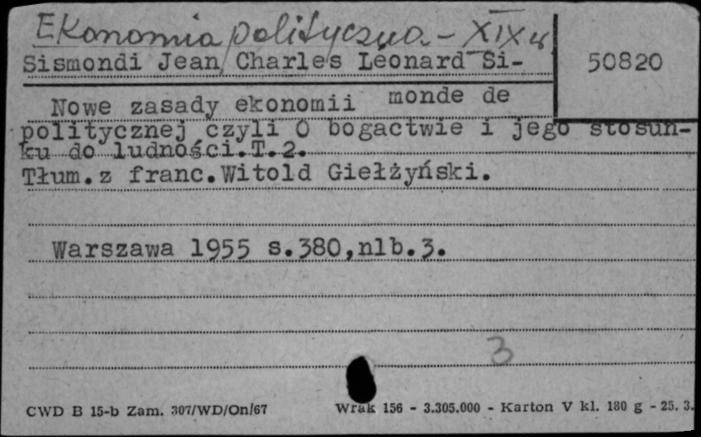 Ekonomia polityczna - XIX w
Sismondi Jean Charles Leonard Si-
50820
monde de
Nowe zasady ekonomii
politycznej czyli O bogactwie i jego stosun-
ku do ludności.T.2.
Tłum.z franc.Witold Giełżyński.
Warszawa 1955 s.380,nlb.3.
3
CWD B 15-b Zam. 307/WD/On/67 Wrak 156 - 3.305.000 - Karton V kl. 180 g - 25. 3.